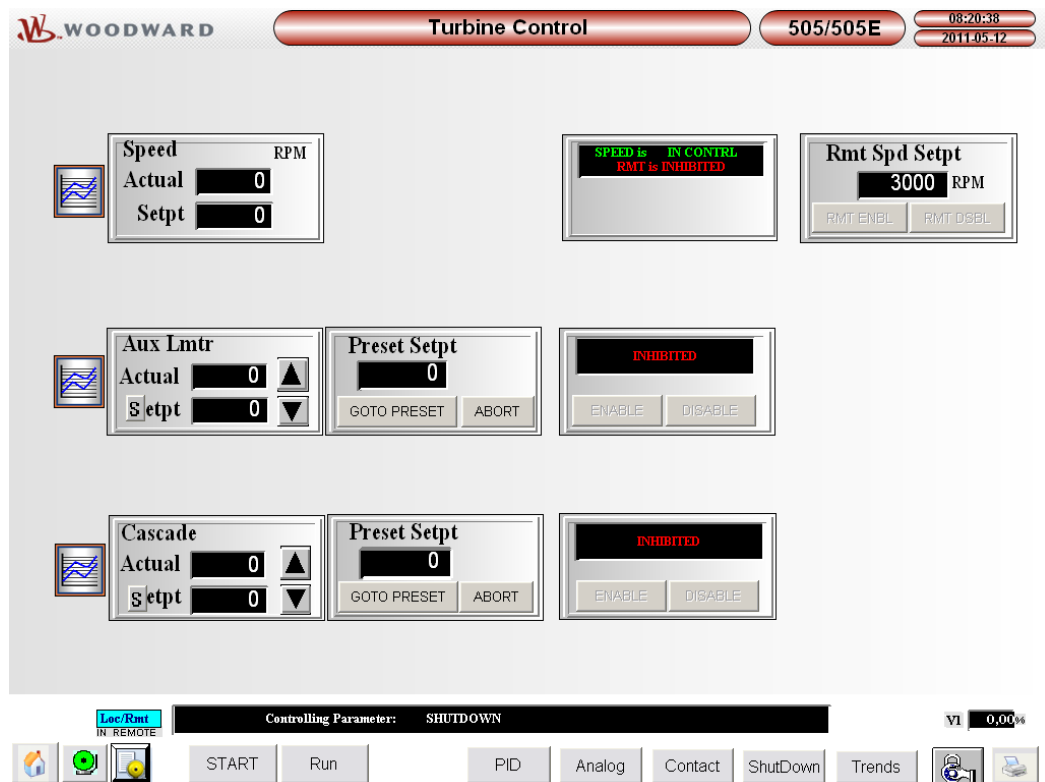 WOODWARD
Turbine Control
505/505E
08:20:38
2011-05-12
Speed RPM
Actual 0
Setpt 0
SPEED is IN CONTRL
RMT is INHIBITED
Rmt Spd Setpt
3000 RPM
RMT ENBL RMT DSBL
Aux Lmtr
Actual 0
Setpt 0
Preset Setpt
0
GOTO PRESET ABORT
INHIBITED
ENABLE DISABLE
Cascade
Actual 0
Setpt 0
Preset Setpt
0
GOTO PRESET ABORT
INHIBITED
ENABLE DISABLE
Loc/Rmt
IN REMOTE
Controlling Parameter: SHUTDOWN
V1 0,00%
START Run PID Analog Contact ShutDown Trends